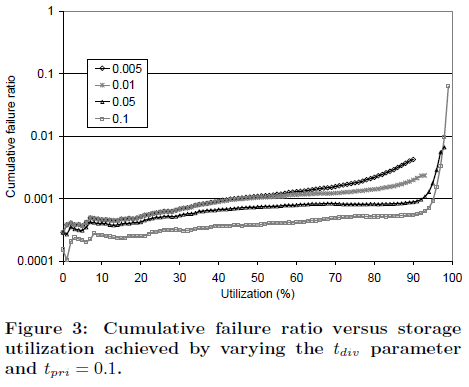 1
0.1
0.01
0.001
0.0001
Cumulative failure ratio
0.005
0.01
0.05
0.1
0 10 20 30 40 50 60 70 80 90 100
Utilization (%)
Figure 3: Cumulative failure ratio versus storage
utilization achieved by varying the t_div parameter
and t_pri = 0.1.